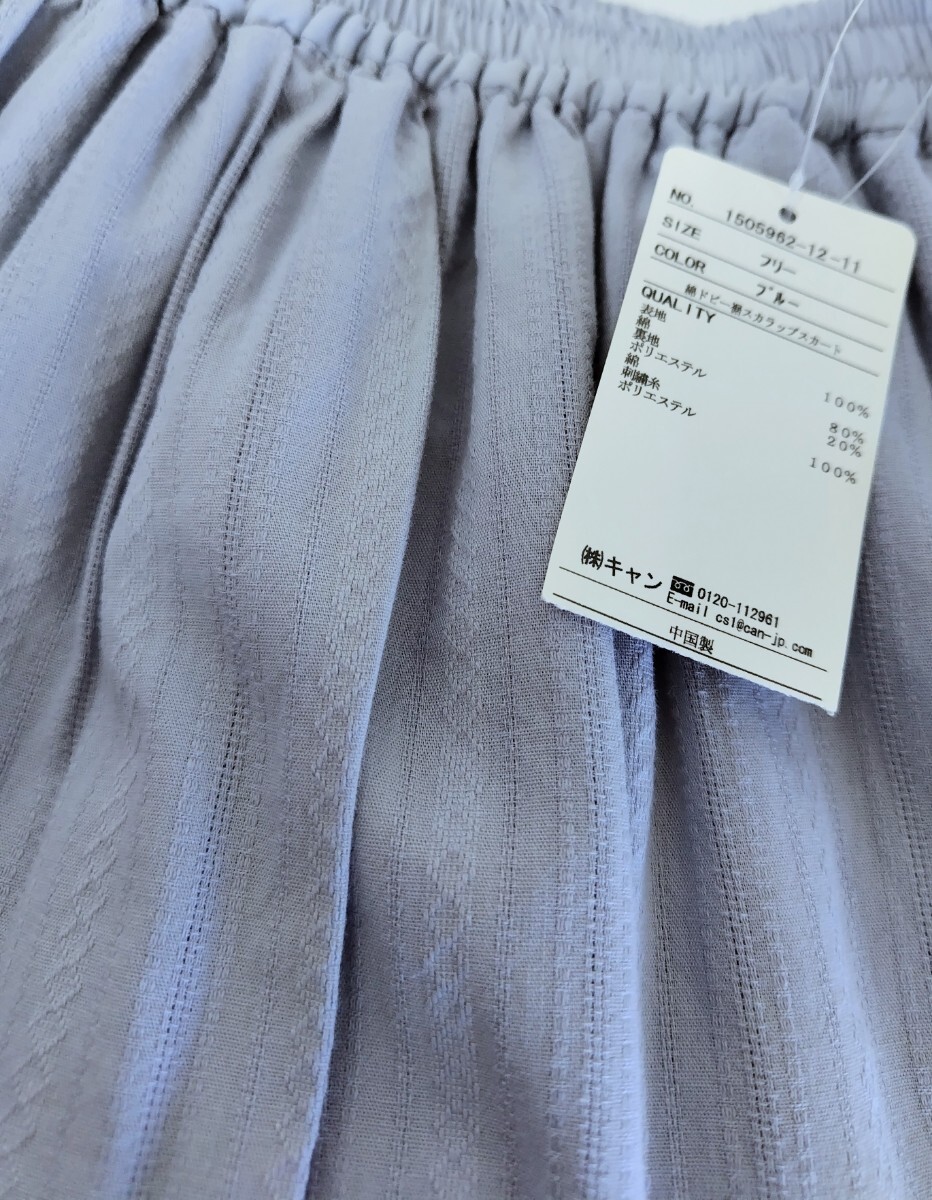 NO. 1505962-12-11
SIZE フリー
COLOR ブルー
綿ドビー裾スカラップスカート
QUALITY
表地
綿 100%
裏地
ポリエステル 80%
綿 20%
刺繍糸
ポリエステル 100%
㈱キャン 0120-112961
E-mail csl@can-jp.com
中国製